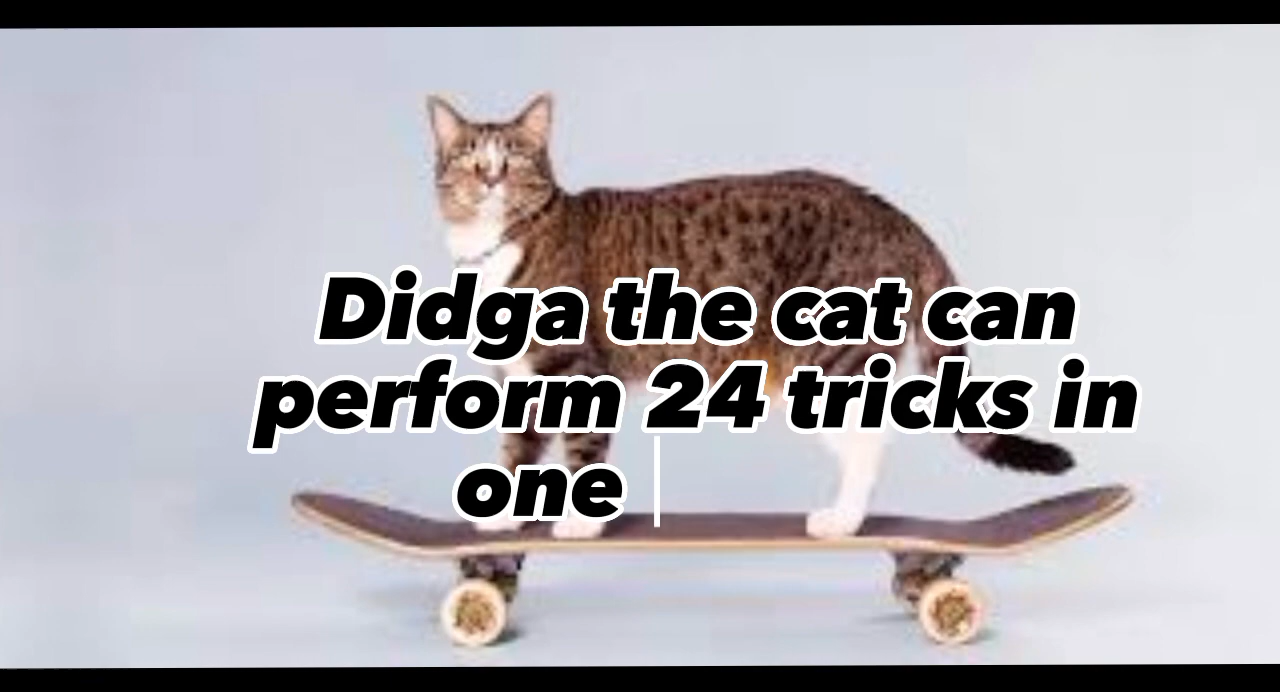 Didga the cat can
perform 24 tricks in
one